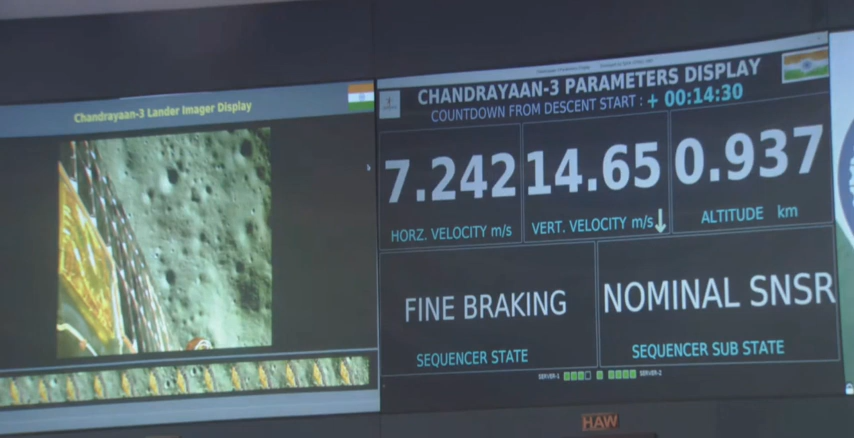 Chandrayaan-3 Lander Imager Display
CHANDRAYAAN-3 PARAMETERS DISPLAY
COUNTDOWN FROM DESCENT START : + 00:14:30
7.242 14.65 0.937
HORZ. VELOCITY m/s VERT. VELOCITY m/s↓ ALTITUDE km
FINE BRAKING NOMINAL SNSR
SEQUENCER STATE SEQUENCER SUB STATE
SERVER-1 SERVER-2
HAW